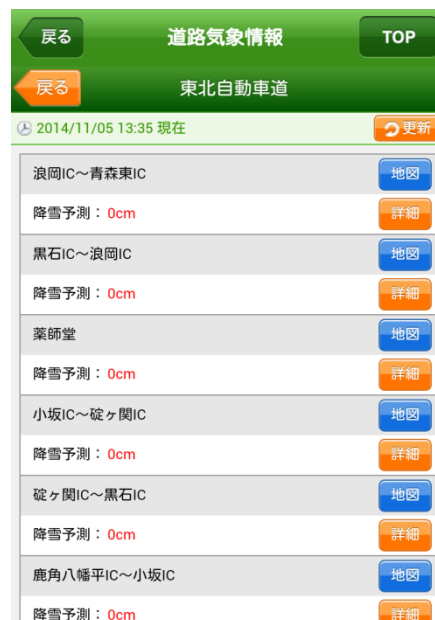 戻る 道路気象情報 TOP
戻る 東北自動車道
2014/11/05 13:35 現在 更新
浪岡IC～青森東IC 地図
降雪予測： 0cm 詳細
黒石IC～浪岡IC 地図
降雪予測： 0cm 詳細
薬師堂 地図
降雪予測： 0cm 詳細
小坂IC～碇ヶ関IC 地図
降雪予測： 0cm 詳細
碇ヶ関IC～黒石IC 地図
降雪予測： 0cm 詳細
鹿角八幡平IC～小坂IC 地図
降雪予測： 0cm 詳細